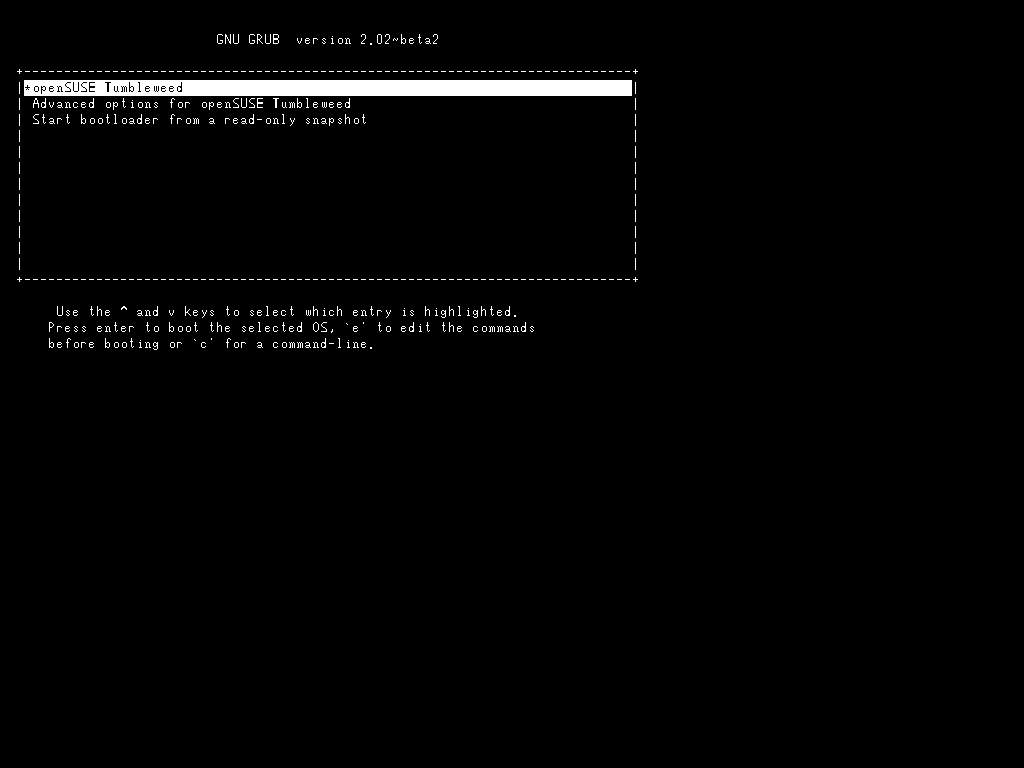 GNU GRUB  version 2.02~beta2
*openSUSE Tumbleweed
Advanced options for openSUSE Tumbleweed
Start bootloader from a read-only snapshot
Use the ^ and v keys to select which entry is highlighted.
Press enter to boot the selected OS, `e' to edit the commands
before booting or `c' for a command-line.